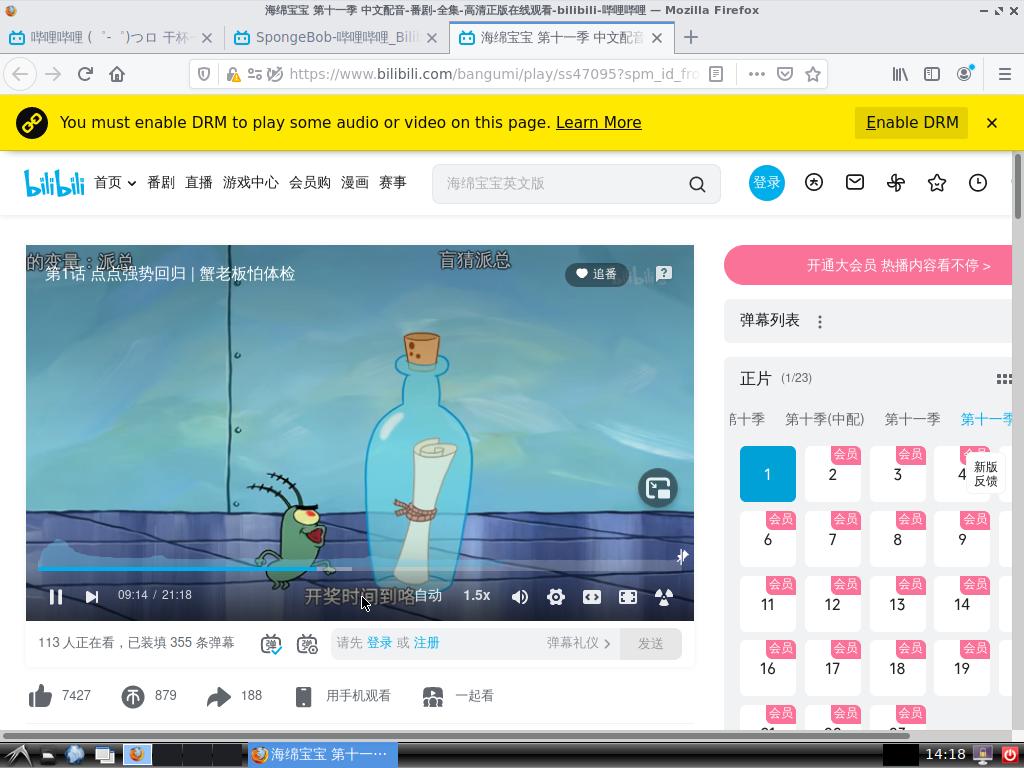 海绵宝宝 第十一季 中文配音-番剧-全集-高清正版在线观看-bilibili-哔哩哔哩 — Mozilla Firefox
哔哩哔哩 (゜-゜)つロ 干杯
SpongeBob-哔哩哔哩_Bili
海绵宝宝 第十一季 中文配音
https://www.bilibili.com/bangumi/play/ss47095?spm_id_fro
You must enable DRM to play some audio or video on this page. Learn More
Enable DRM
bilibili 首页 番剧 直播 游戏中心 会员购 漫画 赛事
海绵宝宝英文版
登录
的变量：派总
盲猜派总
第1话 点点强势回归 | 蟹老板怕体检
追番
bilibili
开奖时间到咯
09:14 / 21:18
自动 1.5x
113 人正在看，已装填 355 条弹幕
弹 弹
请先 登录 或 注册
弹幕礼仪
发送
7427 879 188 用手机观看 一起看
开通大会员 热播内容看不停 >
弹幕列表
正片 (1/23)
第十季 第十季(中配) 第十一季 第十一季
会员 会员 会员
1 2 3 4
新版
反馈
会员 会员 会员 会员
6 7 8 9
会员 会员 会员 会员
11 12 13 14
会员 会员 会员 会员
16 17 18 19
会员 会员 会员
海绵宝宝 第十一…
14:18